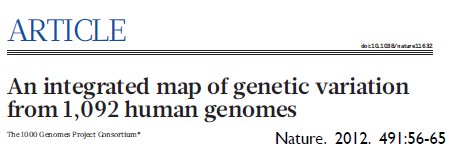 ARTICLE
doi:10.1038/nature11632
An integrated map of genetic variation
from 1,092 human genomes
The 1000 Genomes Project Consortium*
Nature. 2012. 491:56-65